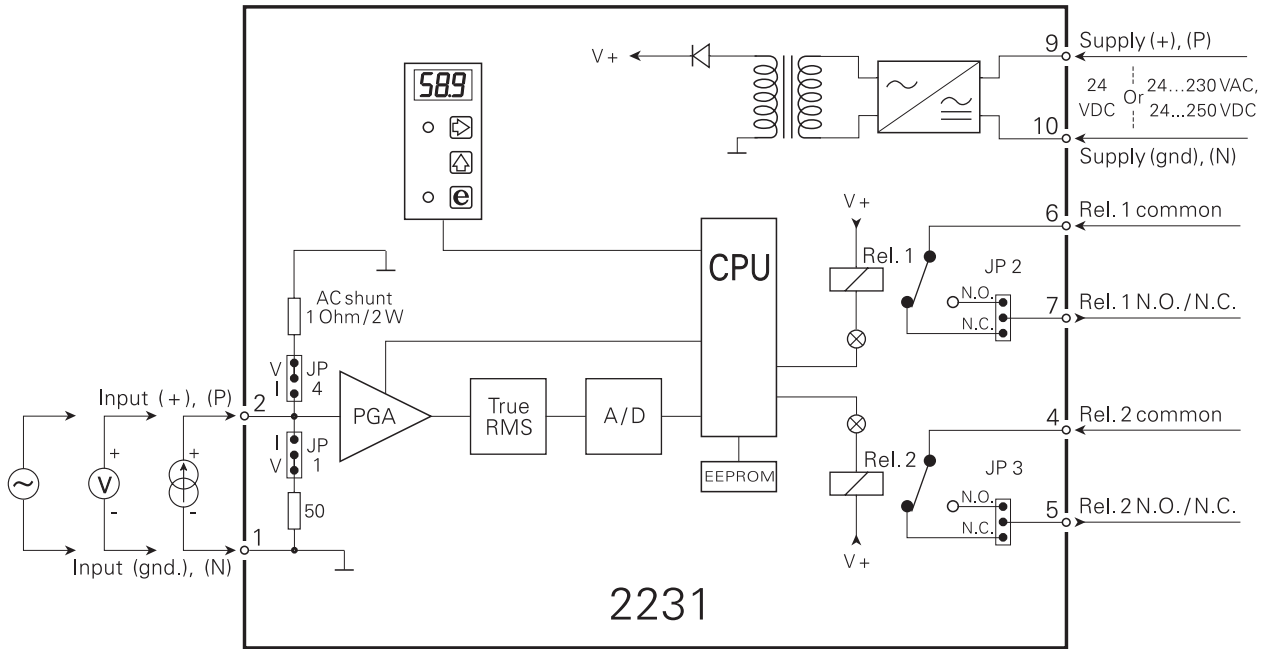 58.9
e
V+
9
Supply (+), (P)
24
VDC
Or
24...230 VAC,
24...250 VDC
10
Supply (gnd), (N)
CPU
V+
Rel. 1
6
Rel. 1 common
JP 2
N.O.
N.C.
7
Rel. 1 N.O./N.C.
AC shunt
1 Ohm/2 W
V
I
JP
4
Input (+), (P)
2
PGA
True
RMS
A/D
4
Rel. 2 common
I
V
JP
1
+
V
-
+
-
50
EEPROM
Rel. 2
JP 3
N.O.
N.C.
5
Rel. 2 N.O./N.C.
1
Input (gnd.), (N)
V+
2231